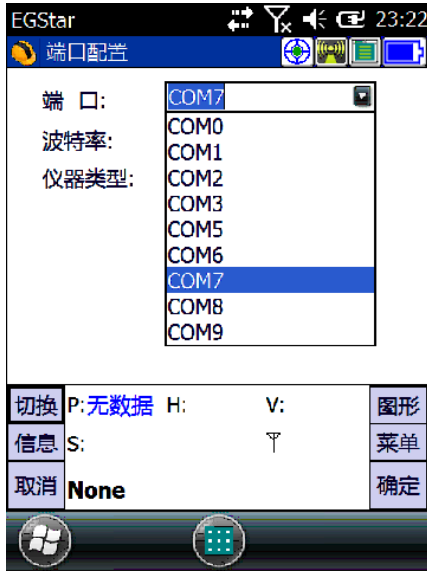 EGStar 23:22
端口配置
端 口: COM7
波特率:
仪器类型:
COM0
COM1
COM2
COM3
COM5
COM6
COM7
COM8
COM9
切换 P:无数据 H: V: 图形
信息 S: 菜单
取消 None 确定